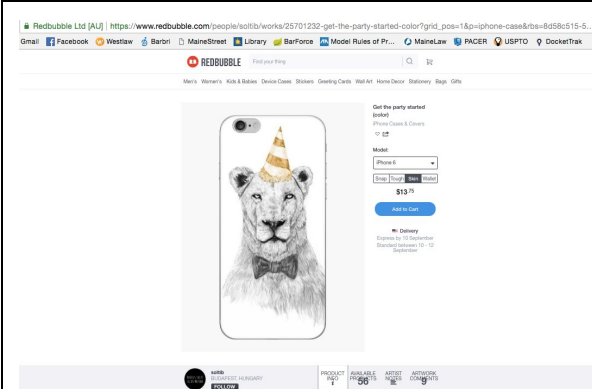 Redbubble Ltd [AU] | https://www.redbubble.com/people/soltib/works/25701232-get-the-party-started-color?grid_pos=1&p=iphone-case&rbs=8d58c515-5...
Gmail Facebook Westlaw Barbri MaineStreet Library BarForce Model Rules of Pr... MaineLaw PACER USPTO DocketTrak
REDBUBBLE Find your thing
Men's Women's Kids & Babies Device Cases Stickers Greeting Cards Wall Art Home Decor Stationery Bags Gifts
Get the party started
(color)
iPhone Cases & Covers
Model:
iPhone 6
Snap Tough Skin Wallet
$13.75
Add to Cart
Delivery
Express by 10 September
Standard between 10 - 12
September
soltib
BUDAPEST, HUNGARY
FOLLOW
PRODUCT INFO
AVAILABLE PRODUCTS 56
ARTIST NOTES
ARTWORK COMMENTS 9